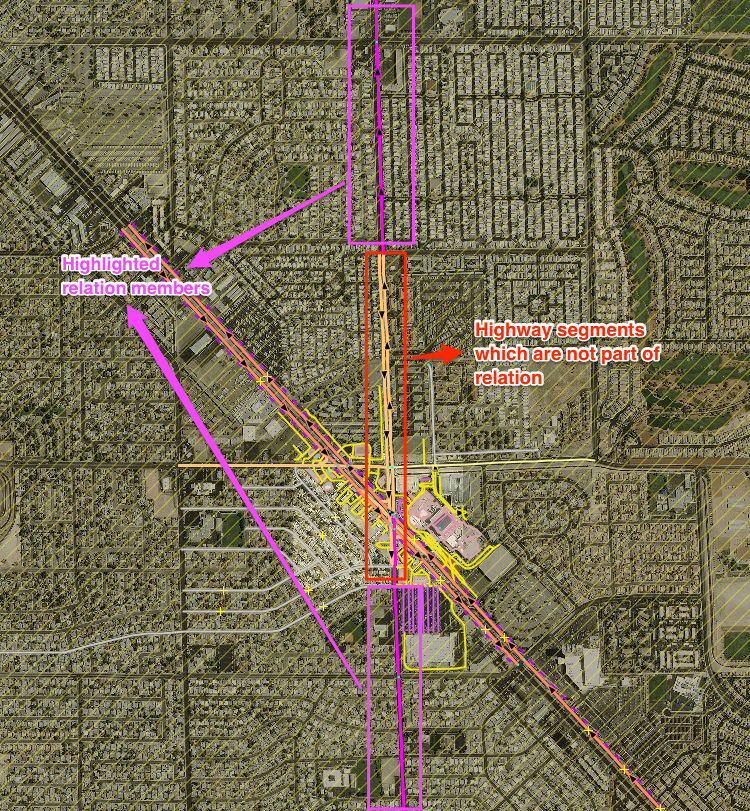 Highlighted
relation members
Highway segments
which are not part of
relation